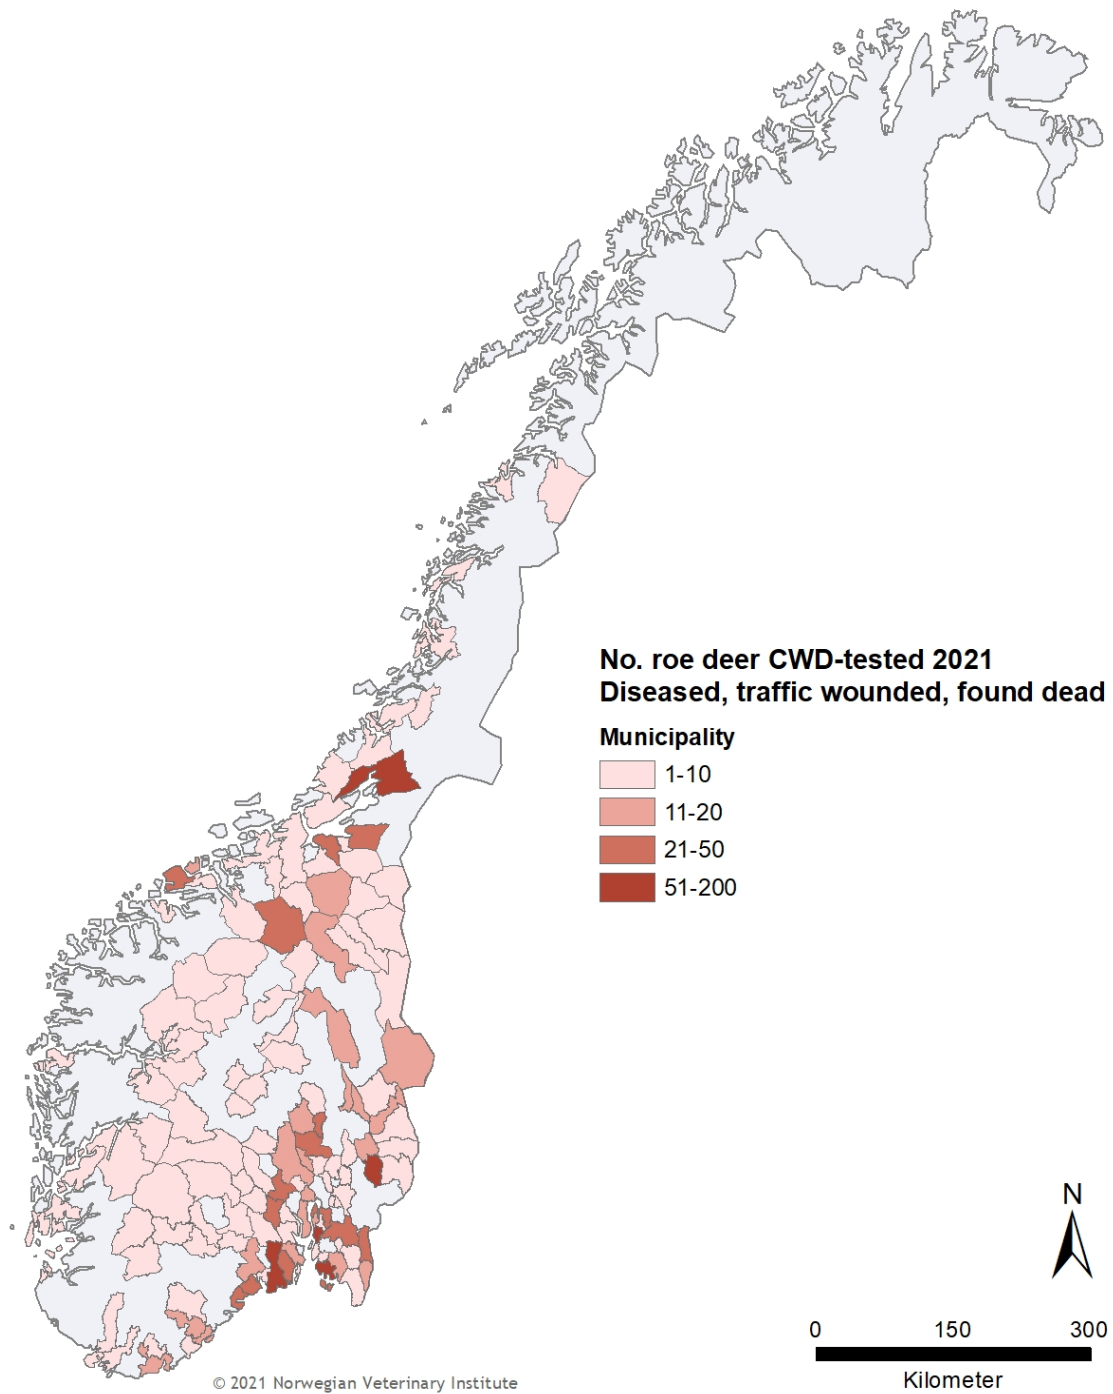 No. roe deer CWD-tested 2021
Diseased, traffic wounded, found dead
Municipality
1-10
11-20
21-50
51-200
N
0 150 300
Kilometer
© 2021 Norwegian Veterinary Institute